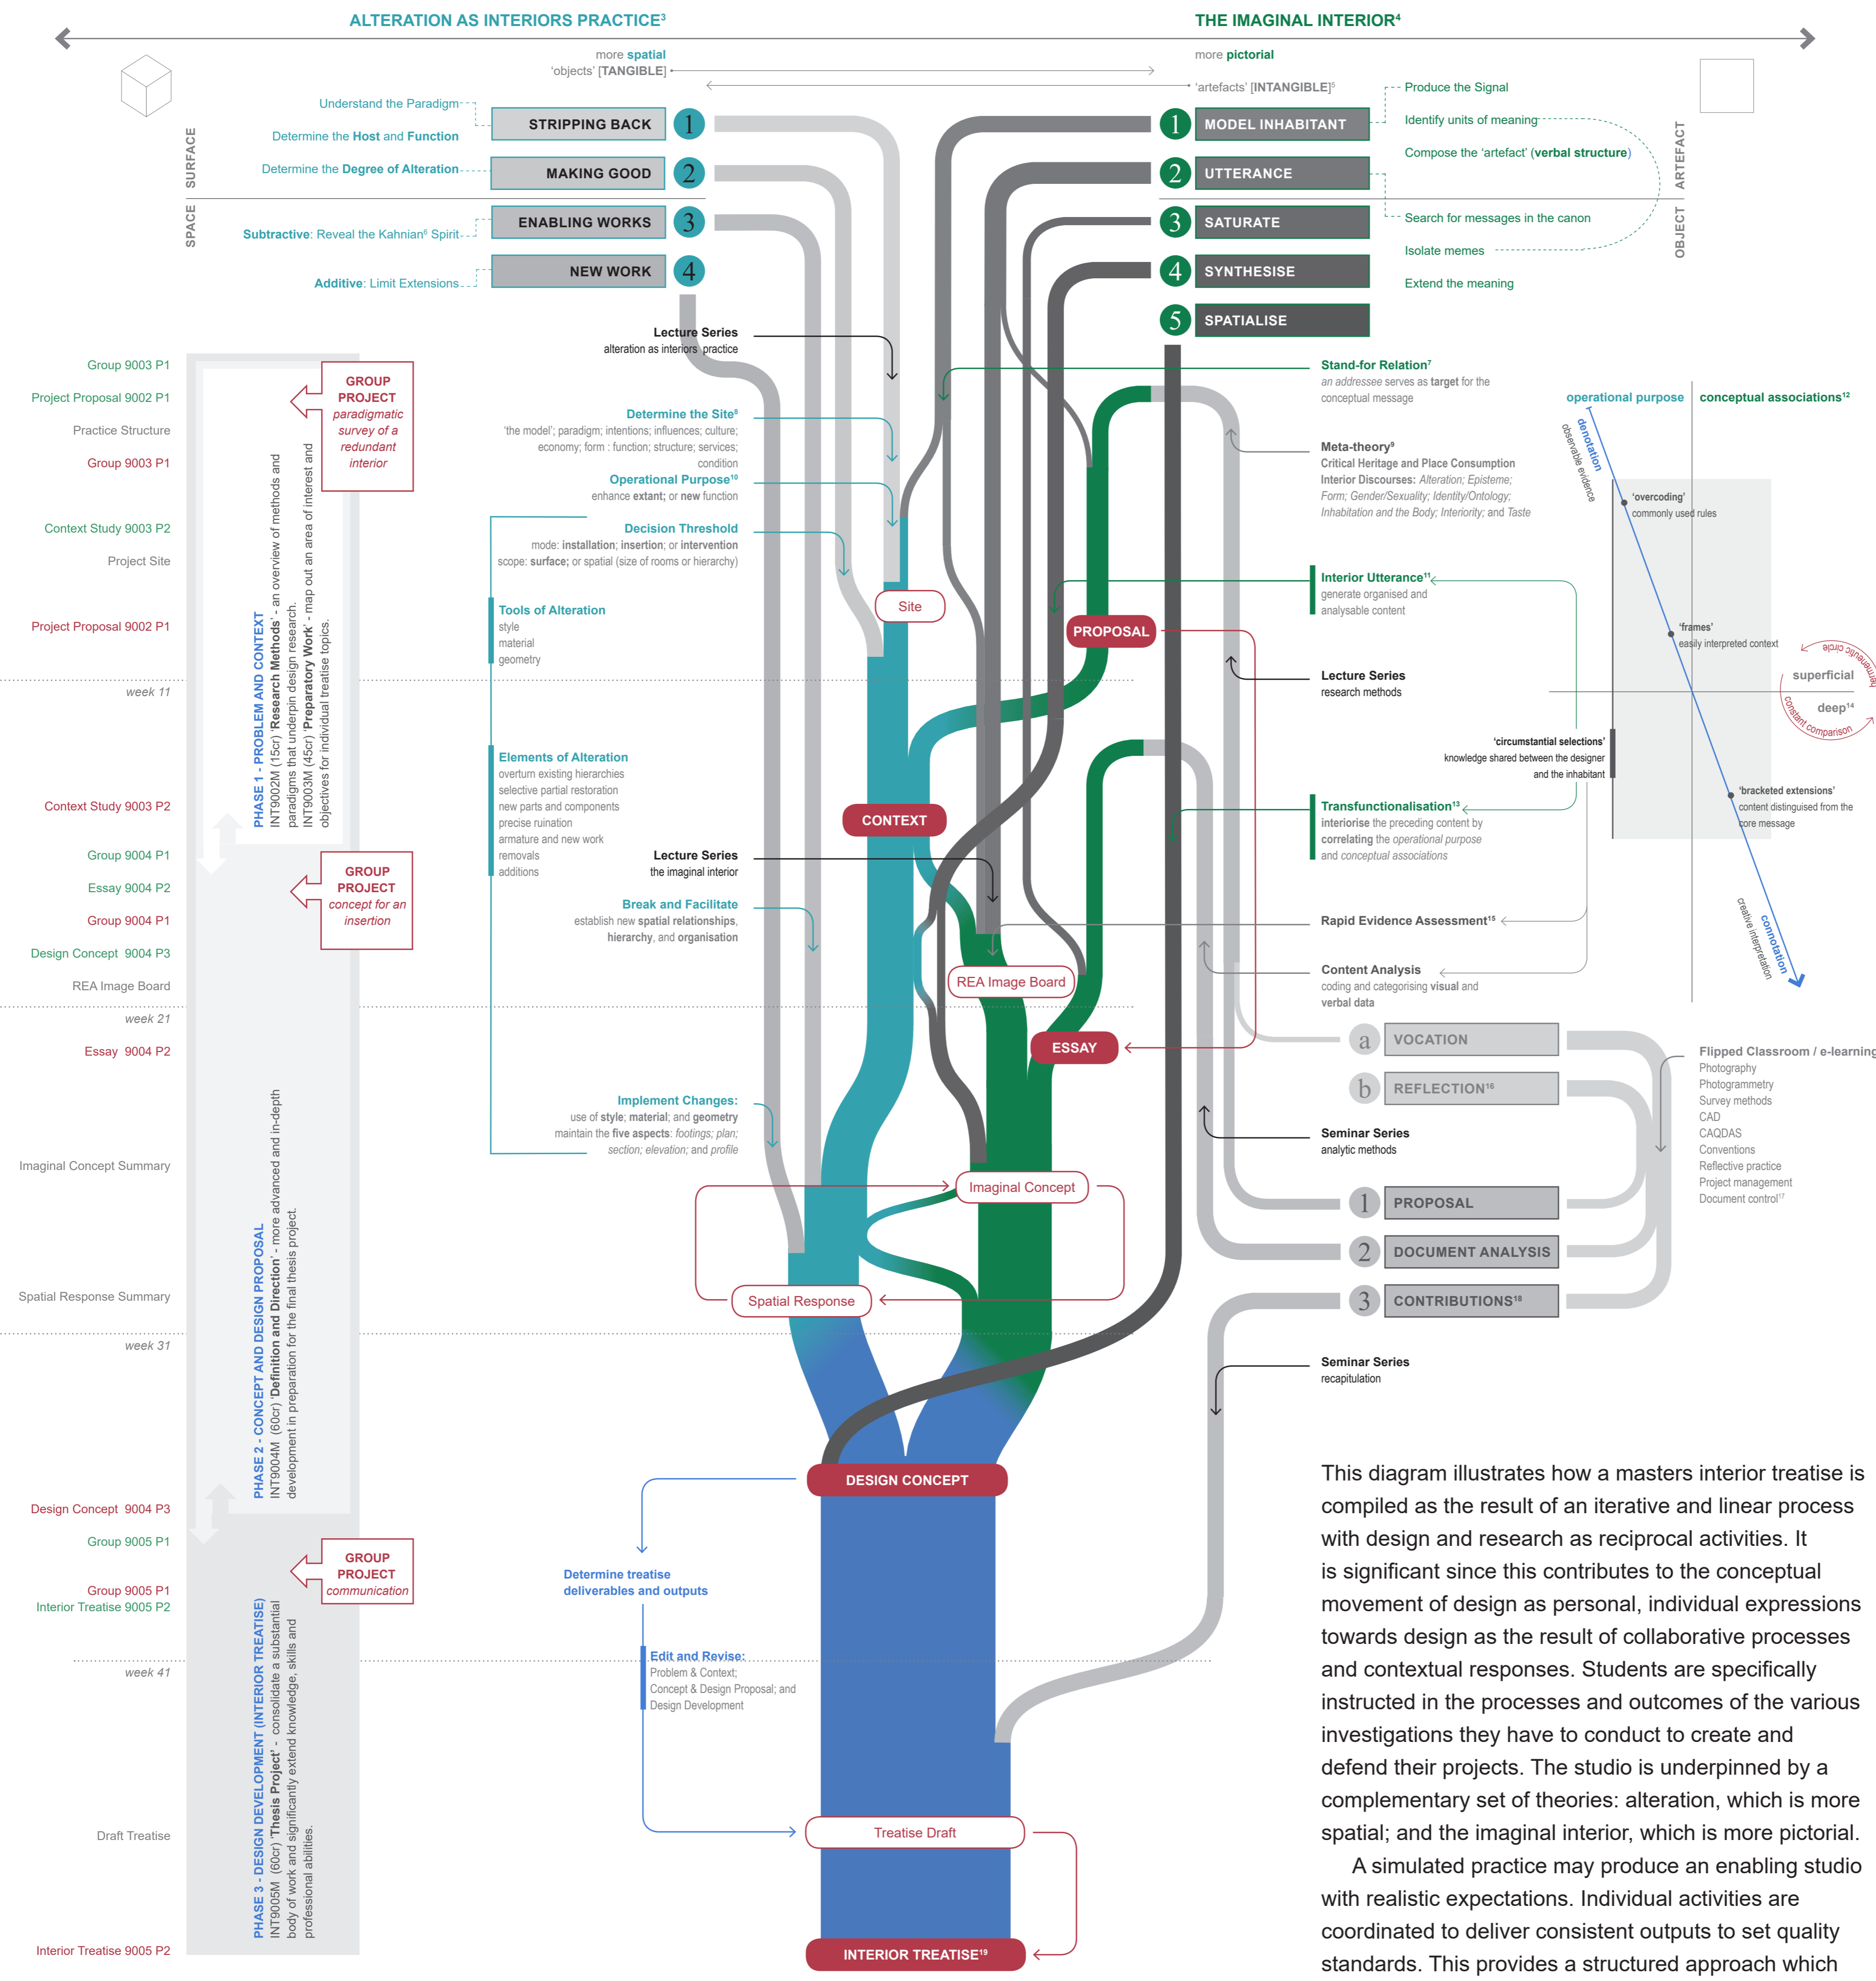 ALTERATION AS INTERIORS PRACTICE³
THE IMAGINAL INTERIOR⁴
more spatial
'objects' [TANGIBLE]
more pictorial
'artefacts' [INTANGIBLE]⁵
SURFACE
SPACE
Understand the Paradigm
Determine the Host and Function
Determine the Degree of Alteration
Subtractive: Reveal the Kahnian⁶ Spirit
Additive: Limit Extensions
STRIPPING BACK 1
MAKING GOOD 2
ENABLING WORKS 3
NEW WORK 4
1 MODEL INHABITANT
2 UTTERANCE
3 SATURATE
4 SYNTHESISE
5 SPATIALISE
Produce the Signal
Identify units of meaning
Compose the 'artefact' (verbal structure)
Search for messages in the canon
Isolate memes
Extend the meaning
ARTEFACT
OBJECT
Group 9003 P1
Project Proposal 9002 P1
Practice Structure
Group 9003 P1
Context Study 9003 P2
Project Site
Project Proposal 9002 P1
week 11
Context Study 9003 P2
Group 9004 P1
Essay 9004 P2
Group 9004 P1
Design Concept 9004 P3
REA Image Board
week 21
Essay 9004 P2
Imaginal Concept Summary
Spatial Response Summary
week 31
Design Concept 9004 P3
Group 9005 P1
Group 9005 P1
Interior Treatise 9005 P2
week 41
Draft Treatise
Interior Treatise 9005 P2
PHASE 1 - PROBLEM AND CONTEXT
INT9002M (15cr) 'Research Methods' - an overview of methods and
paradigms that underpin design research.
INT9003M (45cr) 'Preparatory Work' - map out an area of interest and
objectives for individual treatise topics.
PHASE 2 - CONCEPT AND DESIGN PROPOSAL
INT9004M (60cr) 'Definition and Direction' - more advanced and in-depth
development in preparation for the final thesis project.
PHASE 3 - DESIGN DEVELOPMENT (INTERIOR TREATISE)
INT9005M (60cr) 'Thesis Project' - consolidate a substantial
body of work and significantly extend knowledge, skills and
professional abilities.
GROUP
PROJECT
paradigmatic
survey of a
redundant
interior
GROUP
PROJECT
concept for an
insertion
GROUP
PROJECT
communication
Lecture Series
alteration as interiors practice
Determine the Site⁸
'the model'; paradigm; intentions; influences; culture;
economy; form : function; structure; services;
condition
Operational Purpose¹⁰
enhance extant; or new function
Decision Threshold
mode: installation; insertion; or intervention
scope: surface; or spatial (size of rooms or hierarchy)
Tools of Alteration
style
material
geometry
Elements of Alteration
overturn existing hierarchies
selective partial restoration
new parts and components
precise ruination
armature and new work
removals
additions
Lecture Series
the imaginal interior
Break and Facilitate
establish new spatial relationships,
hierarchy, and organisation
Implement Changes:
use of style; material; and geometry
maintain the five aspects: footings; plan;
section; elevation; and profile
Site
PROPOSAL
CONTEXT
REA Image Board
ESSAY
Imaginal Concept
Spatial Response
DESIGN CONCEPT
Determine treatise
deliverables and outputs
Edit and Revise:
Problem & Context;
Concept & Design Proposal; and
Design Development
Treatise Draft
INTERIOR TREATISE¹⁹
Stand-for Relation⁷
an addressee serves as target for the
conceptual message
Meta-theory⁹
Critical Heritage and Place Consumption
Interior Discourses: Alteration; Episteme;
Form; Gender/Sexuality; Identity/Ontology;
Inhabitation and the Body; Interiority; and Taste
Interior Utterance¹¹
generate organised and
analysable content
Lecture Series
research methods
Transfunctionalisation¹³
interiorise the preceding content by
correlating the operational purpose
and conceptual associations
Rapid Evidence Assessment¹⁵
Content Analysis
coding and categorising visual and
verbal data
operational purpose
conceptual associations¹²
denotation
observable evidence
'overcoding'
commonly used rules
'frames'
easily interpreted context
hermeneutic circle
superficial
deep¹⁴
constant comparison
'circumstantial selections'
knowledge shared between the designer
and the inhabitant
'bracketed extensions'
content distinguised from the
core message
connotation
creative interpretation
a VOCATION
b REFLECTION¹⁶
Seminar Series
analytic methods
1 PROPOSAL
2 DOCUMENT ANALYSIS
3 CONTRIBUTIONS¹⁸
Flipped Classroom / e-learning
Photography
Photogrammetry
Survey methods
CAD
CAQDAS
Conventions
Reflective practice
Project management
Document control¹⁷
Seminar Series
recapitulation
This diagram illustrates how a masters interior treatise is
compiled as the result of an iterative and linear process
with design and research as reciprocal activities. It
is significant since this contributes to the conceptual
movement of design as personal, individual expressions
towards design as the result of collaborative processes
and contextual responses. Students are specifically
instructed in the processes and outcomes of the various
investigations they have to conduct to create and
defend their projects. The studio is underpinned by a
complementary set of theories: alteration, which is more
spatial; and the imaginal interior, which is more pictorial.
A simulated practice may produce an enabling studio
with realistic expectations. Individual activities are
coordinated to deliver consistent outputs to set quality
standards. This provides a structured approach which